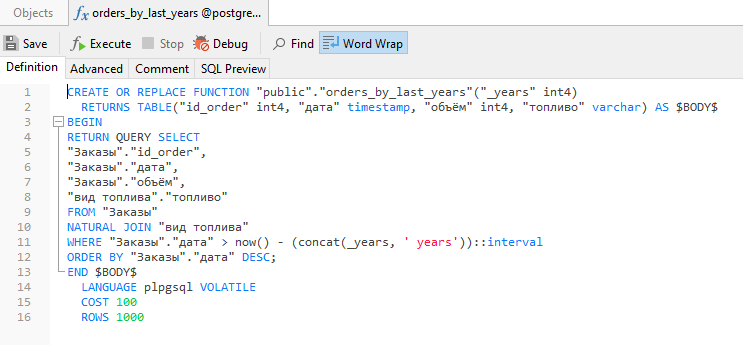 Objects
fx orders_by_last_years @postgre...
Save
Execute
Stop
Debug
Find
Word Wrap
Definition
Advanced
Comment
SQL Preview
1 CREATE OR REPLACE FUNCTION "public"."orders_by_last_years"("_years" int4)
2 RETURNS TABLE("id_order" int4, "дата" timestamp, "объём" int4, "топливо" varchar) AS $BODY$
3 BEGIN
4 RETURN QUERY SELECT
5 "Заказы"."id_order",
6 "Заказы"."дата",
7 "Заказы"."объём",
8 "вид топлива"."топливо"
9 FROM "Заказы"
10 NATURAL JOIN "вид топлива"
11 WHERE "Заказы"."дата" > now() - (concat(_years, ' years'))::interval
12 ORDER BY "Заказы"."дата" DESC;
13 END $BODY$
14 LANGUAGE plpgsql VOLATILE
15 COST 100
16 ROWS 1000